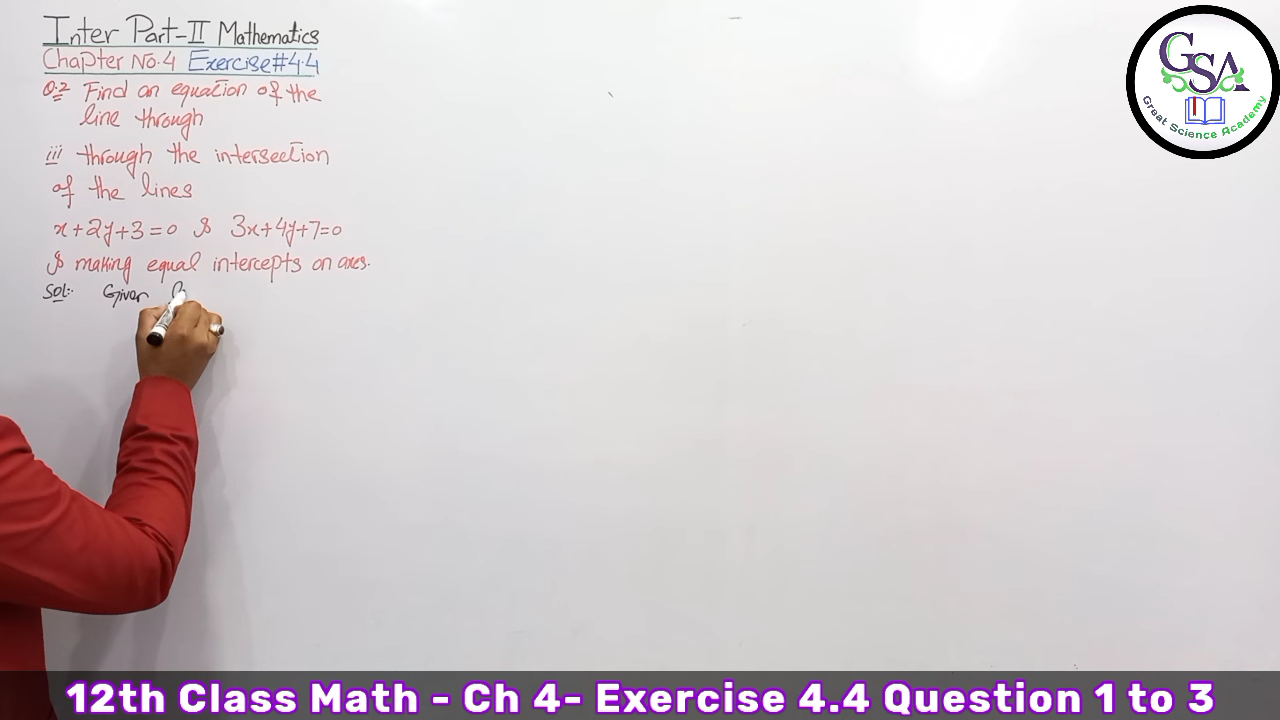 Inter Part-II Mathematics
Chapter No.4 Exercise#4.4
Q.2 Find an equation of the
line through
iii through the intersection
of the lines
x+2y+3=0 & 3x+4y+7=0
& making equal intercepts on axes.
Sol:- Given
GSA
Great Science Academy
12th Class Math - Ch 4- Exercise 4.4 Question 1 to 3